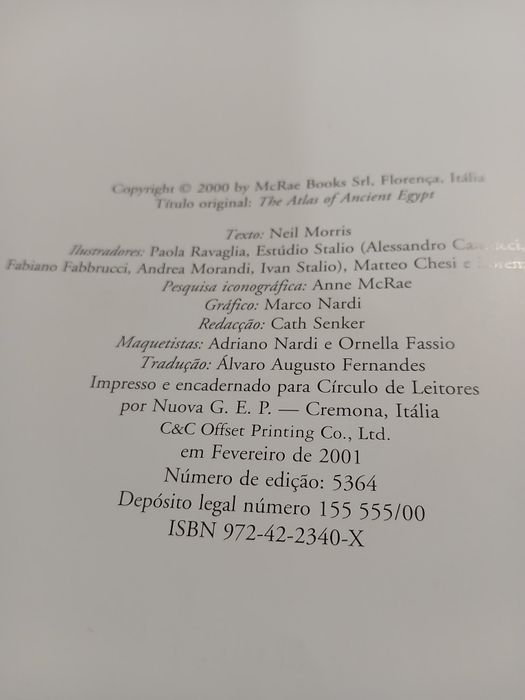 Copyright © 2000 by McRae Books Srl, Florença, Itália
Título original: The Atlas of Ancient Egypt
Texto: Neil Morris
Ilustradores: Paola Ravaglia, Estúdio Stalio (Alessandro
Fabiano Fabbrucci, Andrea Morandi, Ivan Stalio), Matteo Chesi e
Pesquisa iconográfica: Anne McRae
Gráfico: Marco Nardi
Redacção: Cath Senker
Maquetistas: Adriano Nardi e Ornella Fassio
Tradução: Álvaro Augusto Fernandes
Impresso e encadernado para Círculo de Leitores
por Nuova G. E. P. — Cremona, Itália
C&C Offset Printing Co., Ltd.
em Fevereiro de 2001
Número de edição: 5364
Depósito legal número 155 555/00
ISBN 972-42-2340-X